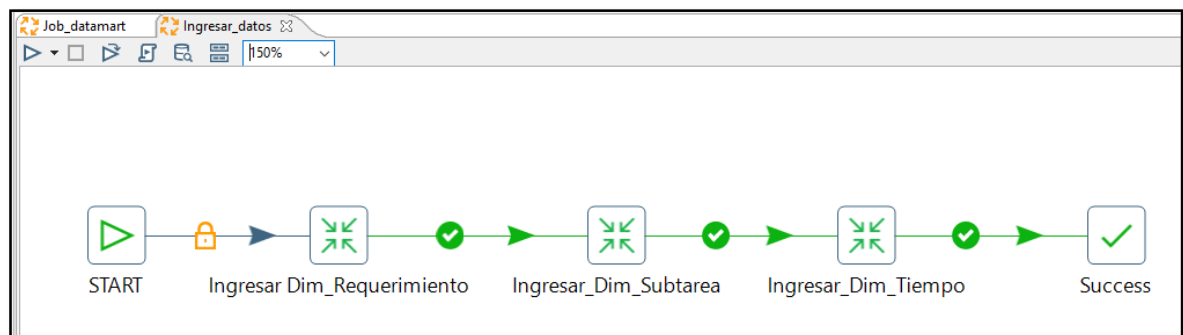 Job_datamart Ingresar_datos
150%
START Ingresar Dim_Requerimiento Ingresar_Dim_Subtarea Ingresar_Dim_Tiempo Success